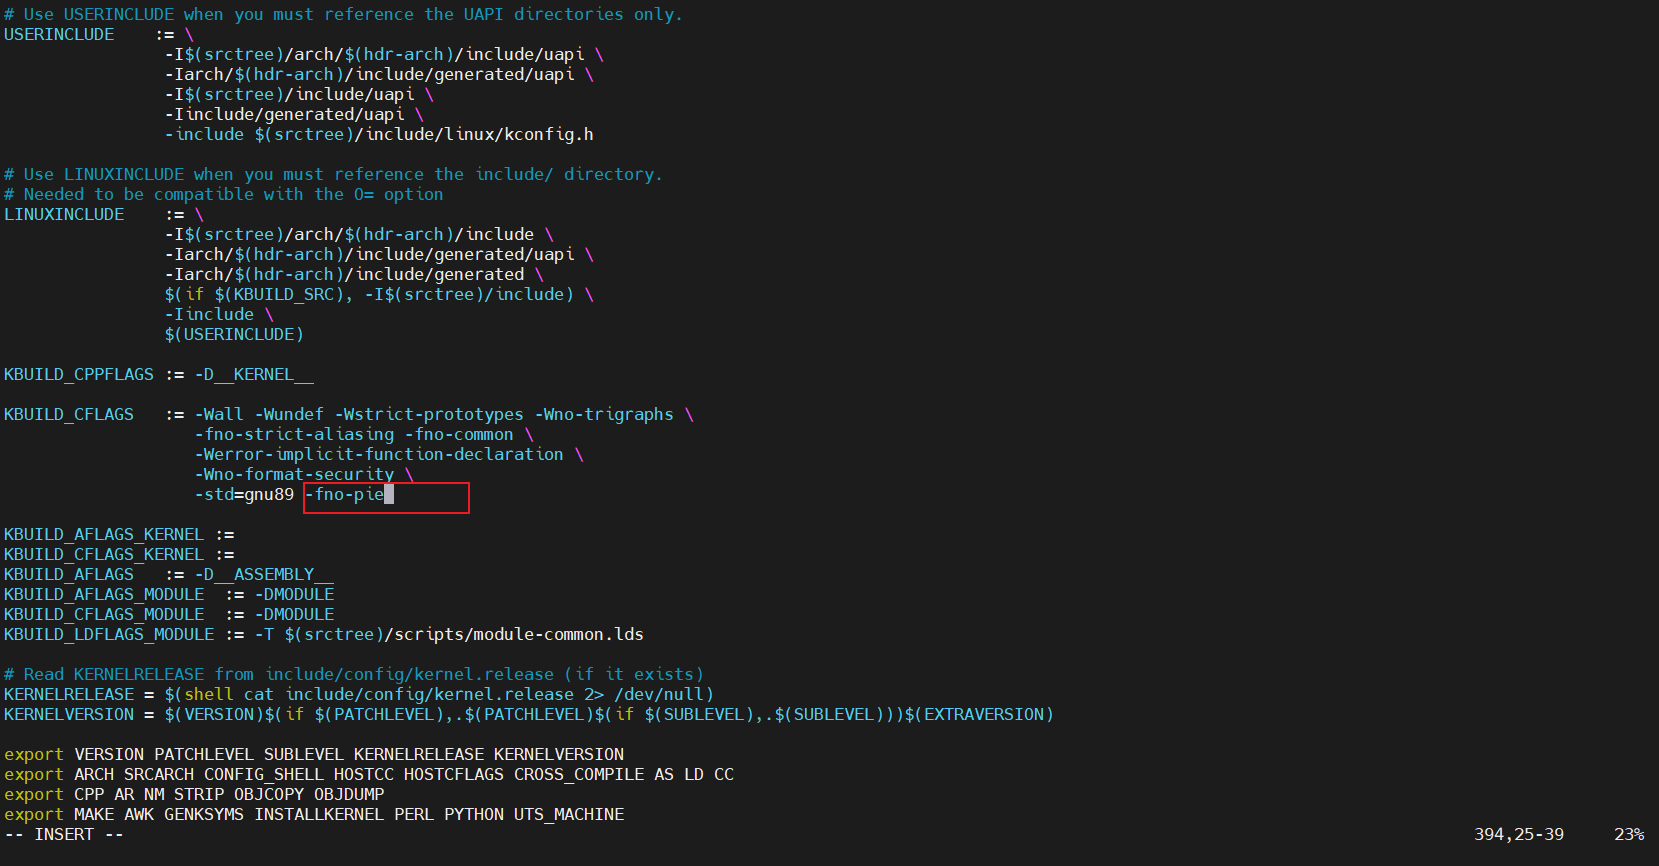 # Use USERINCLUDE when you must reference the UAPI directories only.
USERINCLUDE    := \
                -I$(srctree)/arch/$(hdr-arch)/include/uapi \
                -Iarch/$(hdr-arch)/include/generated/uapi \
                -I$(srctree)/include/uapi \
                -Iinclude/generated/uapi \
                -include $(srctree)/include/linux/kconfig.h

# Use LINUXINCLUDE when you must reference the include/ directory.
# Needed to be compatible with the O= option
LINUXINCLUDE    := \
                -I$(srctree)/arch/$(hdr-arch)/include \
                -Iarch/$(hdr-arch)/include/generated/uapi \
                -Iarch/$(hdr-arch)/include/generated \
                $(if $(KBUILD_SRC), -I$(srctree)/include) \
                -Iinclude \
                $(USERINCLUDE)

KBUILD_CPPFLAGS := -D__KERNEL__

KBUILD_CFLAGS   := -Wall -Wundef -Wstrict-prototypes -Wno-trigraphs \
                   -fno-strict-aliasing -fno-common \
                   -Werror-implicit-function-declaration \
                   -Wno-format-security \
                   -std=gnu89 -fno-pie

KBUILD_AFLAGS_KERNEL :=
KBUILD_CFLAGS_KERNEL :=
KBUILD_AFLAGS   := -D__ASSEMBLY__
KBUILD_AFLAGS_MODULE  := -DMODULE
KBUILD_CFLAGS_MODULE  := -DMODULE
KBUILD_LDFLAGS_MODULE := -T $(srctree)/scripts/module-common.lds

# Read KERNELRELEASE from include/config/kernel.release (if it exists)
KERNELRELEASE = $(shell cat include/config/kernel.release 2> /dev/null)
KERNELVERSION = $(VERSION)$(if $(PATCHLEVEL),.$(PATCHLEVEL)$(if $(SUBLEVEL),.$(SUBLEVEL)))$(EXTRAVERSION)

export VERSION PATCHLEVEL SUBLEVEL KERNELRELEASE KERNELVERSION
export ARCH SRCARCH CONFIG_SHELL HOSTCC HOSTCFLAGS CROSS_COMPILE AS LD CC
export CPP AR NM STRIP OBJCOPY OBJDUMP
export MAKE AWK GENKSYMS INSTALLKERNEL PERL PYTHON UTS_MACHINE
-- INSERT -- 394,25-39 23%